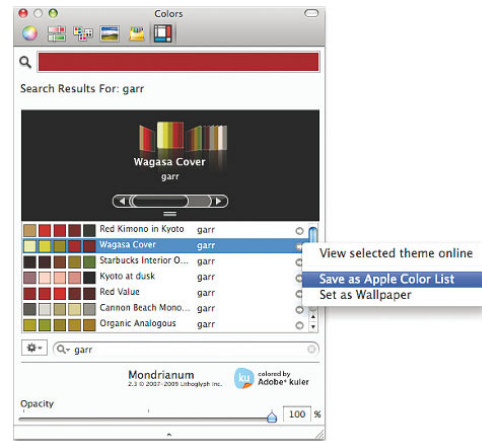 Colors
Search Results For: garr
Wagasa Cover
garr
Red Kimono in Kyoto garr
Wagasa Cover garr
Starbucks Interior O... garr
Kyoto at dusk garr
Red Value garr
Cannon Beach Mono... garr
Organic Analogous garr
View selected theme online
Save as Apple Color List
Set as Wallpaper
garr
Mondrianum
2.3 © 2007-2009 Lithoglyph Inc.
ku
colored by
Adobe® kuler
Opacity
100 %